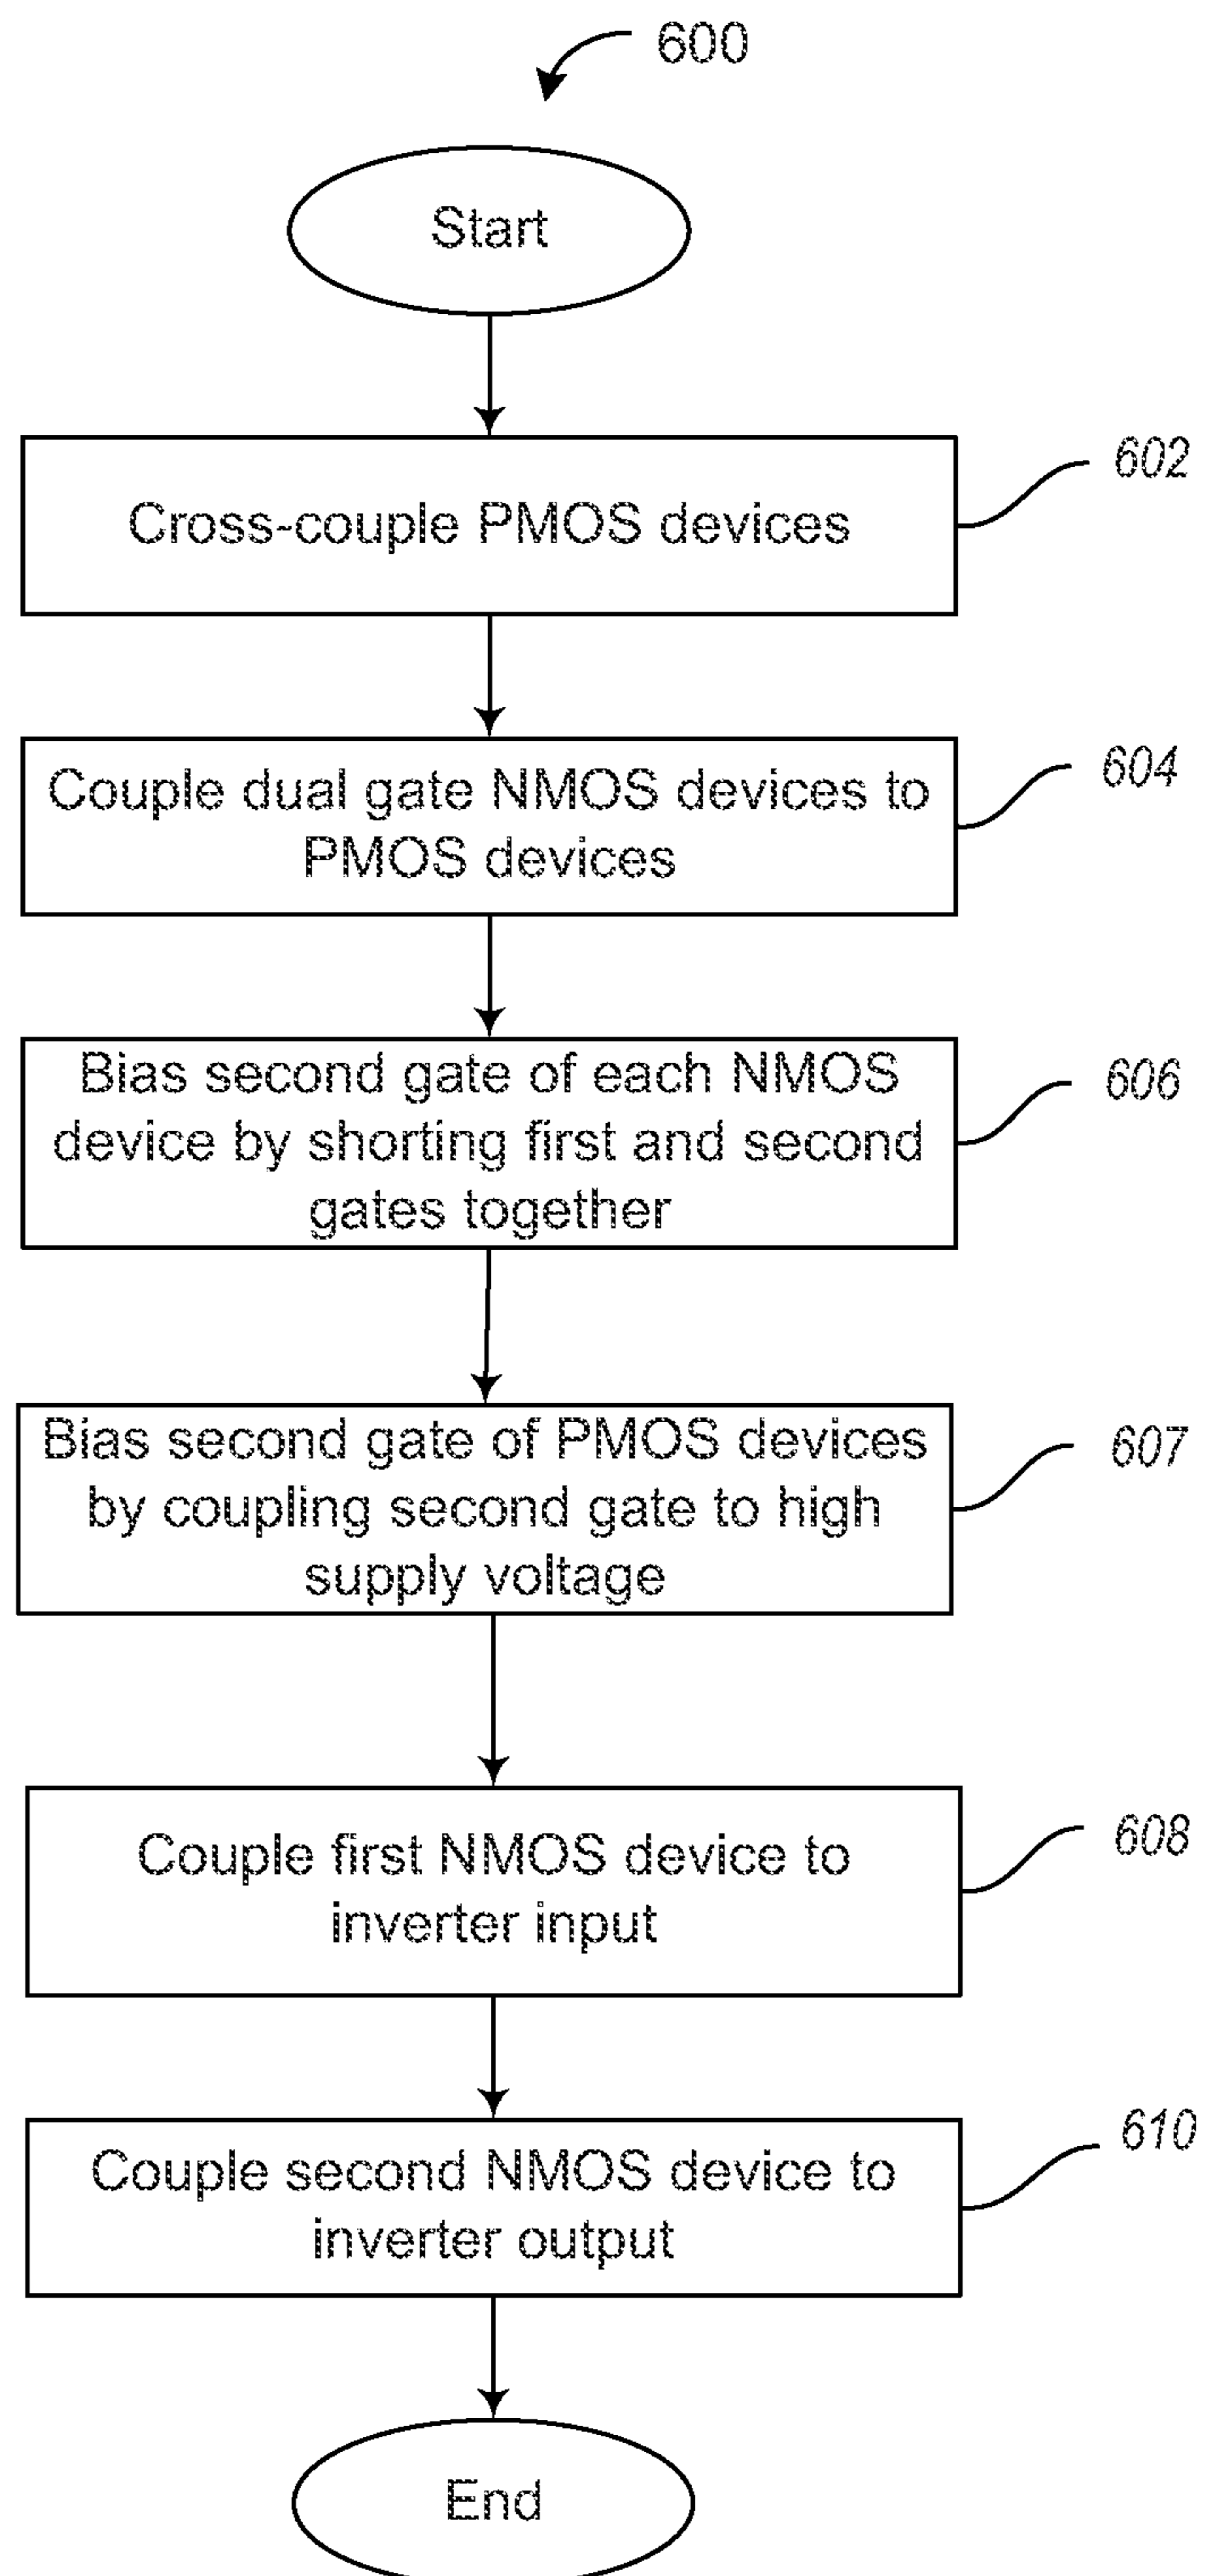 600
Start
Cross-couple PMOS devices
602
Couple dual gate NMOS devices to
PMOS devices
604
Bias second gate of each NMOS
device by shorting first and second
gates together
606
Bias second gate of PMOS devices
by coupling second gate to high
supply voltage
607
Couple first NMOS device to
inverter input
608
Couple second NMOS device to
inverter output
610
End